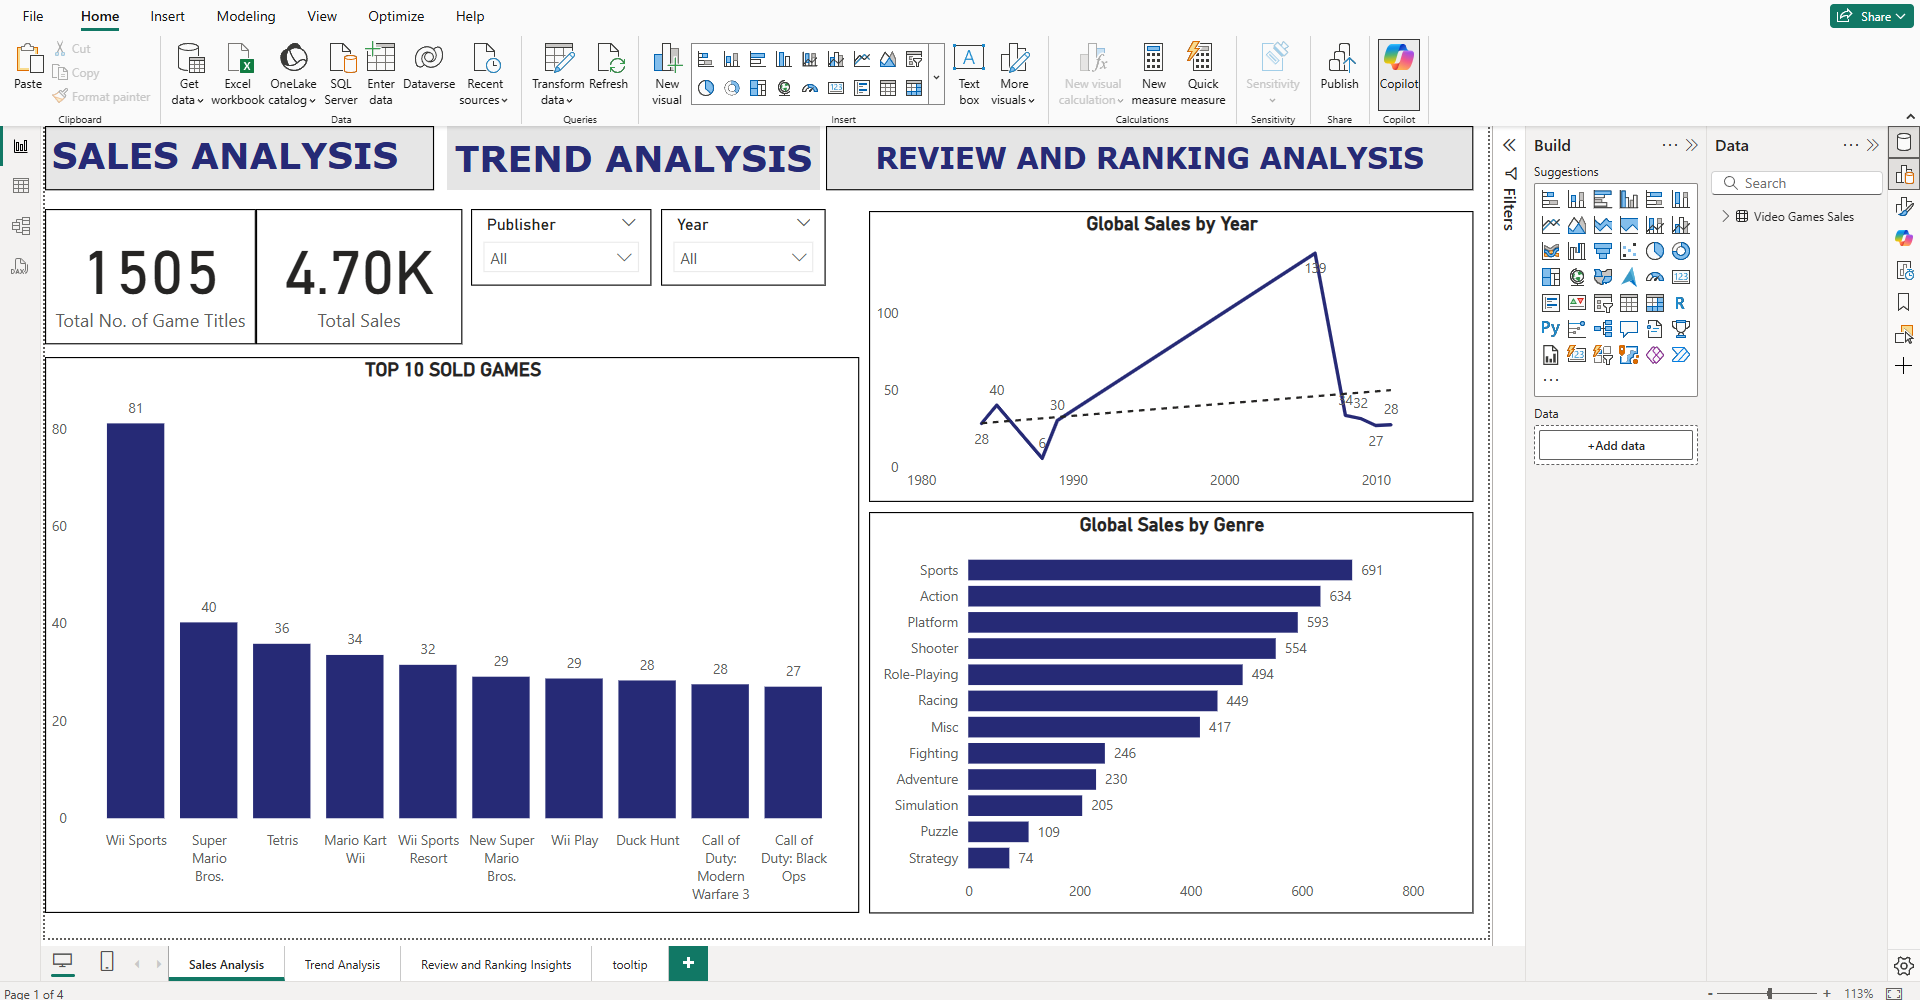 File Home Insert Modeling View Optimize Help
Share
Paste
Cut
Copy
Format painter
Clipboard
Get data
Excel workbook
OneLake catalog
SQL Server
Enter data
Dataverse
Recent sources
Data
Transform data
Refresh
Queries
New visual
Text box
More visuals
Insert
New visual calculation
New measure
Quick measure
Calculations
Sensitivity
Sensitivity
Publish
Share
Copilot
Copilot
SALES ANALYSIS
TREND ANALYSIS
REVIEW AND RANKING ANALYSIS
1505
Total No. of Game Titles
4.70K
Total Sales
Publisher
All
Year
All
TOP 10 SOLD GAMES
80
60
40
20
0
81
40
36
34
32
29
29
28
28
27
Wii Sports
Super Mario Bros.
Tetris
Mario Kart Wii
Wii Sports Resort
New Super Mario Bros.
Wii Play
Duck Hunt
Call of Duty: Modern Warfare 3
Call of Duty: Black Ops
Global Sales by Year
100
50
0
28
40
6
30
139
34
32
27
28
1980 1990 2000 2010
Global Sales by Genre
Sports 691
Action 634
Platform 593
Shooter 554
Role-Playing 494
Racing 449
Misc 417
Fighting 246
Adventure 230
Simulation 205
Puzzle 109
Strategy 74
0 200 400 600 800
Filters
Build
Suggestions
123
R
Py
Data
+Add data
Data
Search
Video Games Sales
Sales Analysis
Trend Analysis
Review and Ranking Insights
tooltip
+
Page 1 of 4
- + 113%